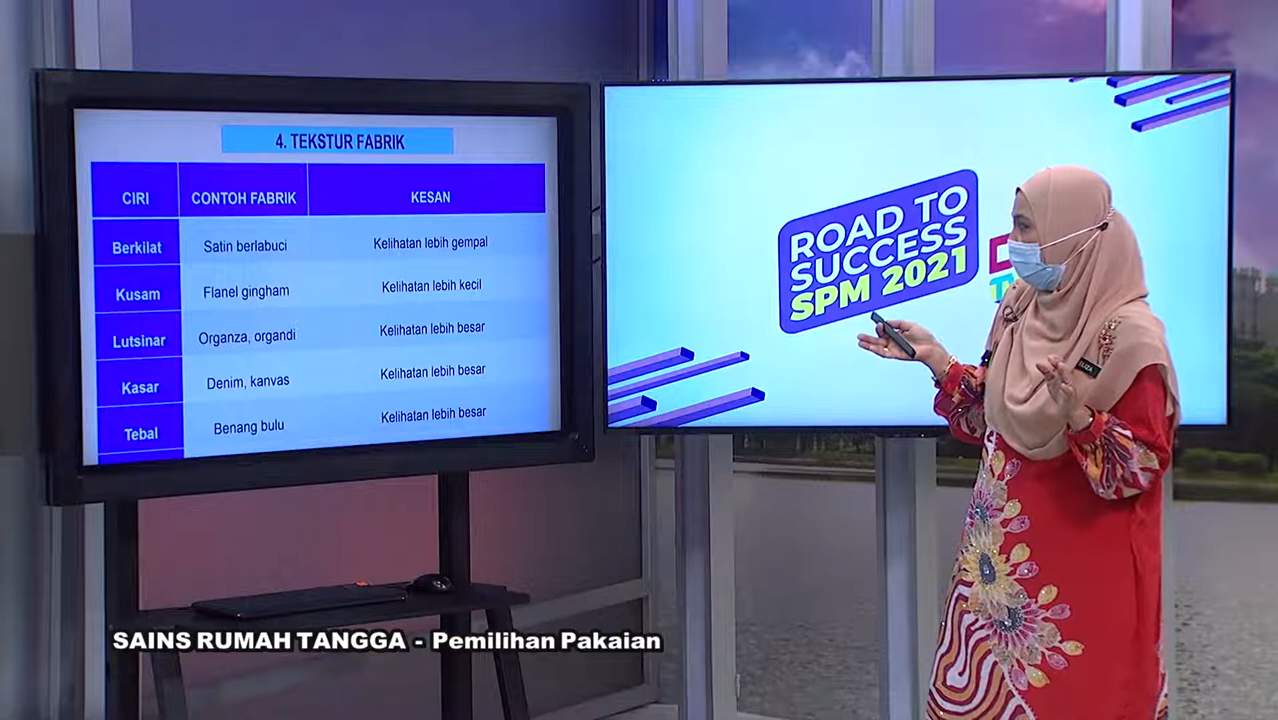 4. TEKSTUR FABRIK
CIRI CONTOH FABRIK KESAN
Berkilat Satin berlabuci Kelihatan lebih gempal
Kusam Flanel gingham Kelihatan lebih kecil
Lutsinar Organza, organdi Kelihatan lebih besar
Kasar Denim, kanvas Kelihatan lebih besar
Tebal Benang bulu Kelihatan lebih besar
ROAD TO
SUCCESS
SPM 2021
SAINS RUMAH TANGGA - Pemilihan Pakaian